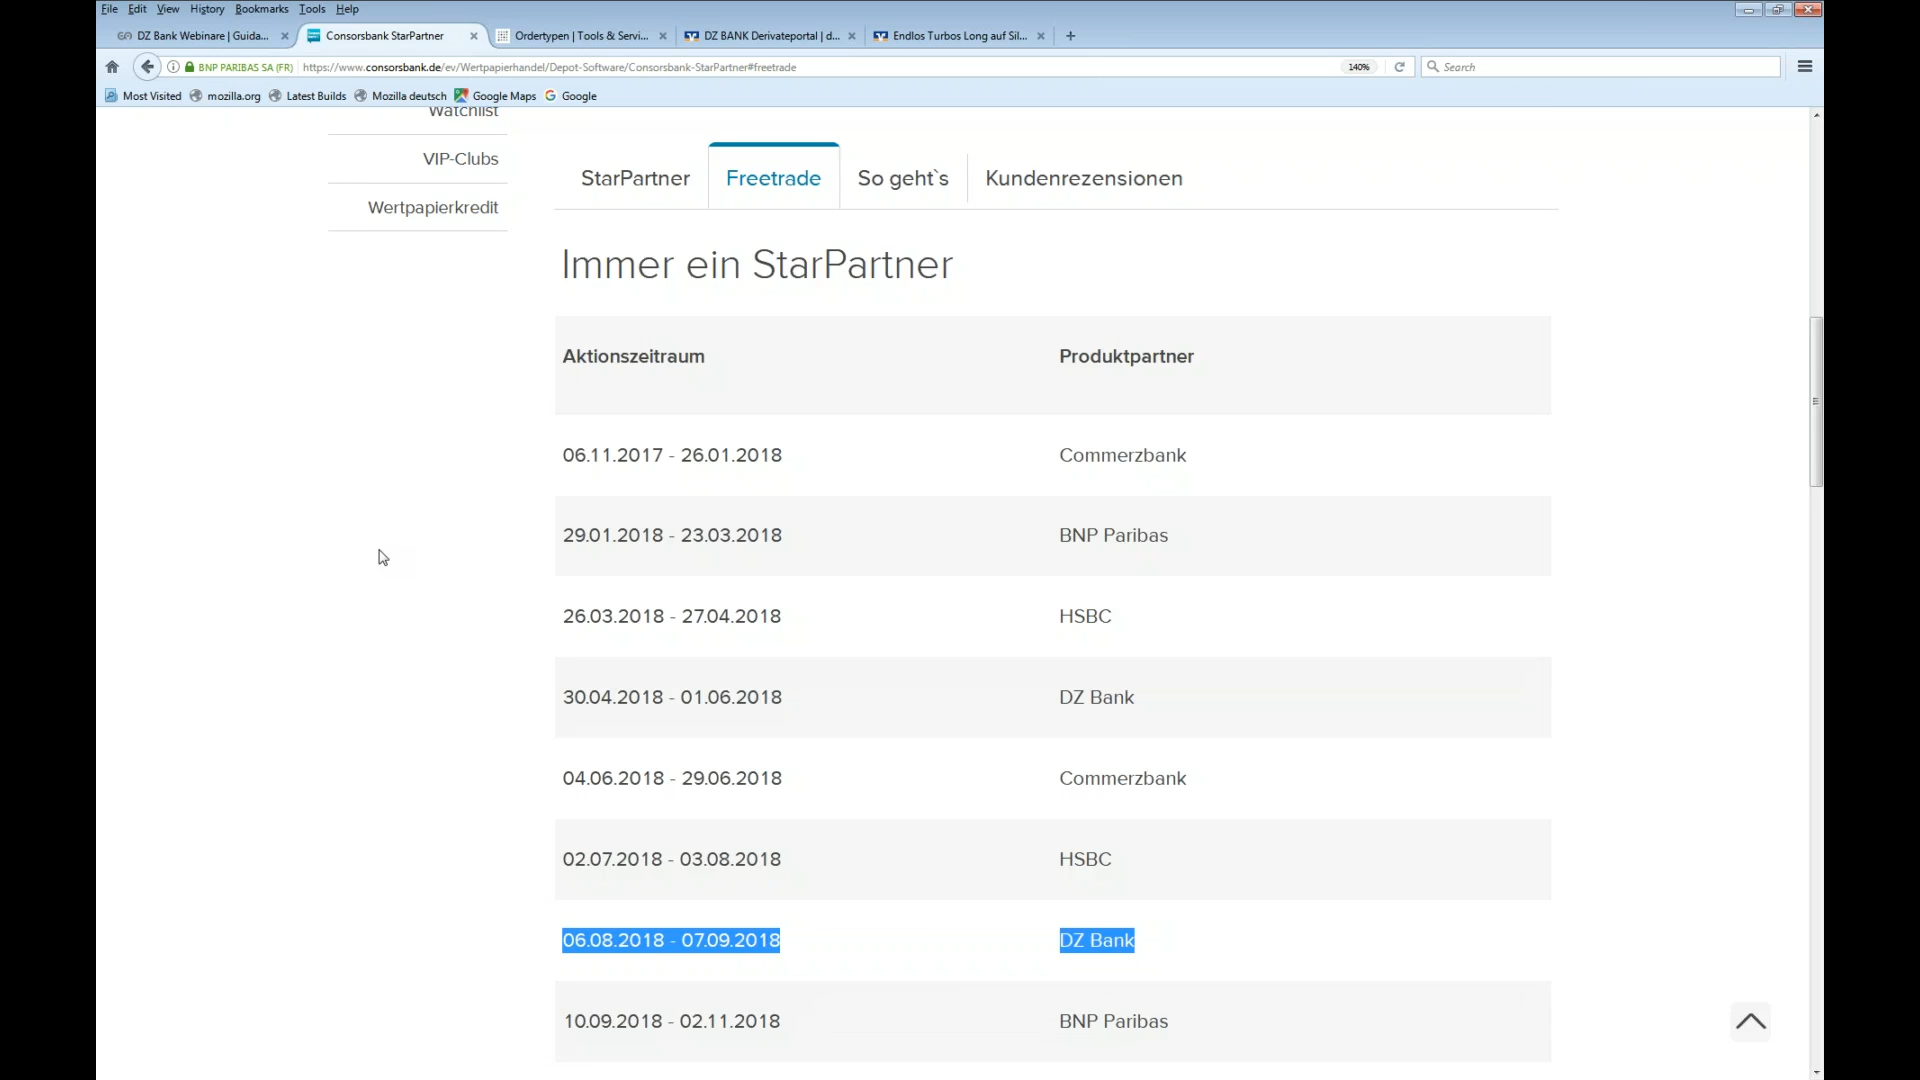 File Edit View History Bookmarks Tools Help
DZ Bank Webinare | Guida... Consorsbank StarPartner Ordertypen | Tools & Servi... DZ BANK Derivateportal | d... Endlos Turbos Long auf Sil...
BNP PARIBAS SA (FR) https://www.consorsbank.de/ev/Wertpapierhandel/Depot-Software/Consorsbank-StarPartner#freetrade 140% Search
Most Visited mozilla.org Latest Builds Mozilla deutsch Google Maps Google
Watchlist
VIP-Clubs
Wertpapierkredit
StarPartner Freetrade So geht`s Kundenrezensionen
Immer ein StarPartner
Aktionszeitraum Produktpartner
06.11.2017 - 26.01.2018 Commerzbank
29.01.2018 - 23.03.2018 BNP Paribas
26.03.2018 - 27.04.2018 HSBC
30.04.2018 - 01.06.2018 DZ Bank
04.06.2018 - 29.06.2018 Commerzbank
02.07.2018 - 03.08.2018 HSBC
06.08.2018 - 07.09.2018 DZ Bank
10.09.2018 - 02.11.2018 BNP Paribas